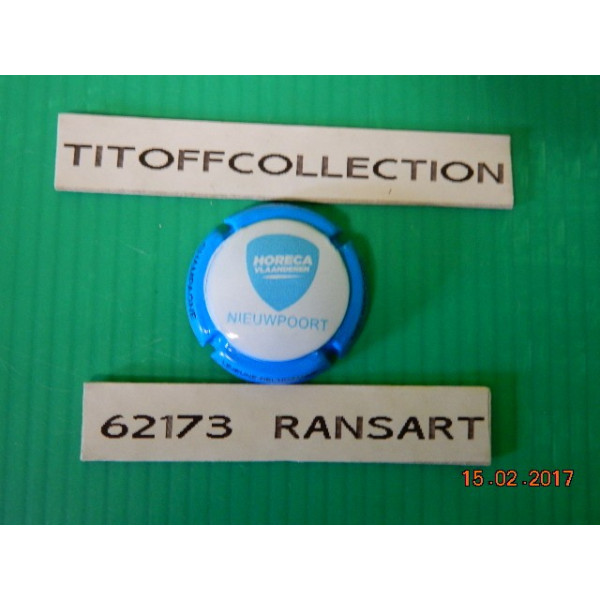 TITOFFCOLLECTION
HORECA
VLAANDEREN
NIEUWPOORT
62173 RANSART
15.02.2017